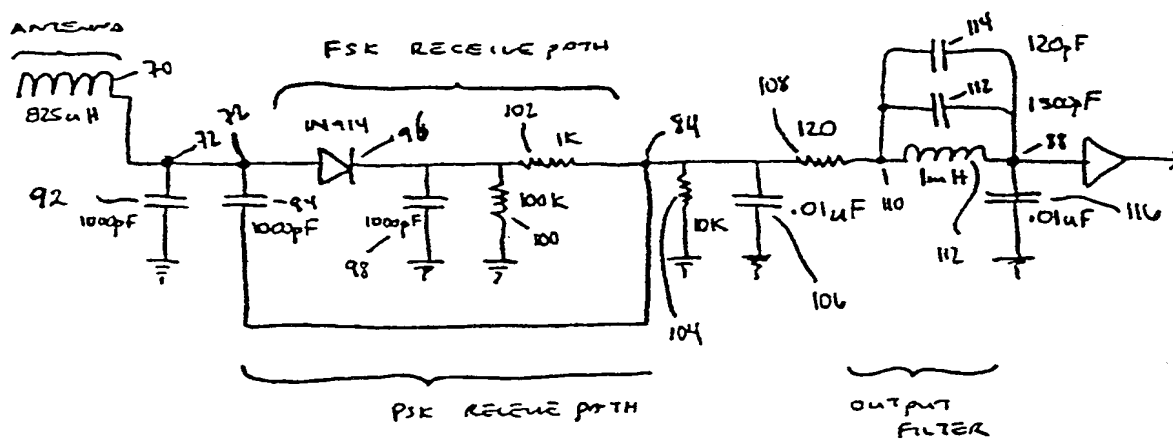 ANTENNA
70
825uH
72
82
92
1000pF
94
1000pF
FSK RECEIVE PATH
1N914
96
102
1K
84
1000pF
98
100K
100
10K
104
.01uF
106
108
120
110
114
120pF
112
1500pF
1mH
112
88
.01uF
116
PSK RECEIVE PATH
OUTPUT
FILTER